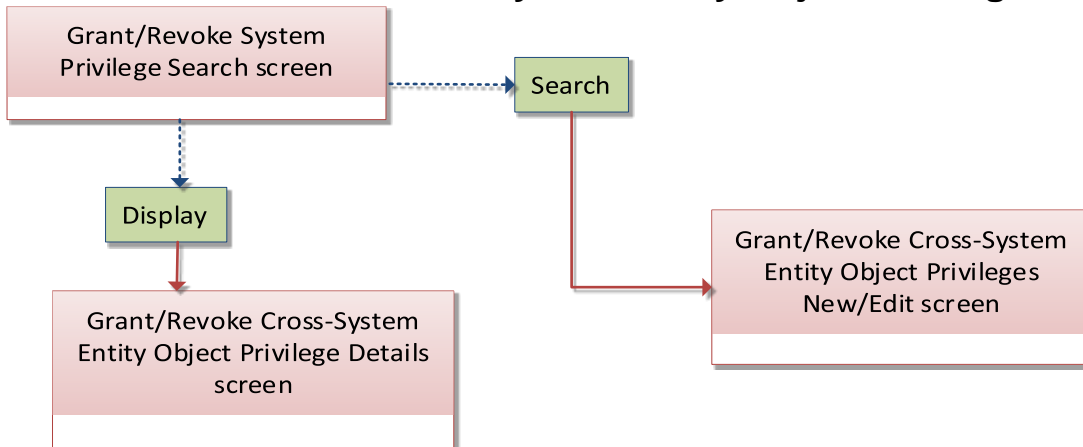 Grant/Revoke System
Privilege Search screen
Search
Display
Grant/Revoke Cross-System
Entity Object Privileges
New/Edit screen
Grant/Revoke Cross-System
Entity Object Privilege Details
screen